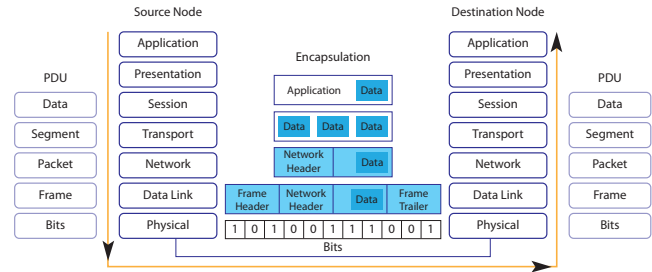 Source Node
Destination Node
Application
Presentation
Session
Transport
Network
Data Link
Physical
PDU
Data
Segment
Packet
Frame
Bits
Encapsulation
Application Data
Data Data Data
Network Header Data
Frame Header Network Header Data Frame Trailer
1 0 1 0 0 1 1 1 0 0 1
Bits
Application
Presentation
Session
Transport
Network
Data Link
Physical
PDU
Data
Segment
Packet
Frame
Bits